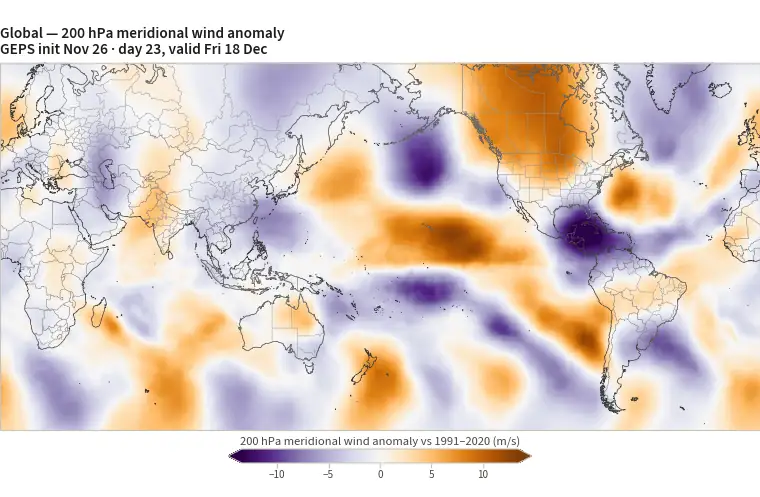 Global — 200 hPa meridional wind anomaly
GEPS init Nov 26 · day 23, valid Fri 18 Dec
200 hPa meridional wind anomaly vs 1991–2020 (m/s)
−10 −5 0 5 10